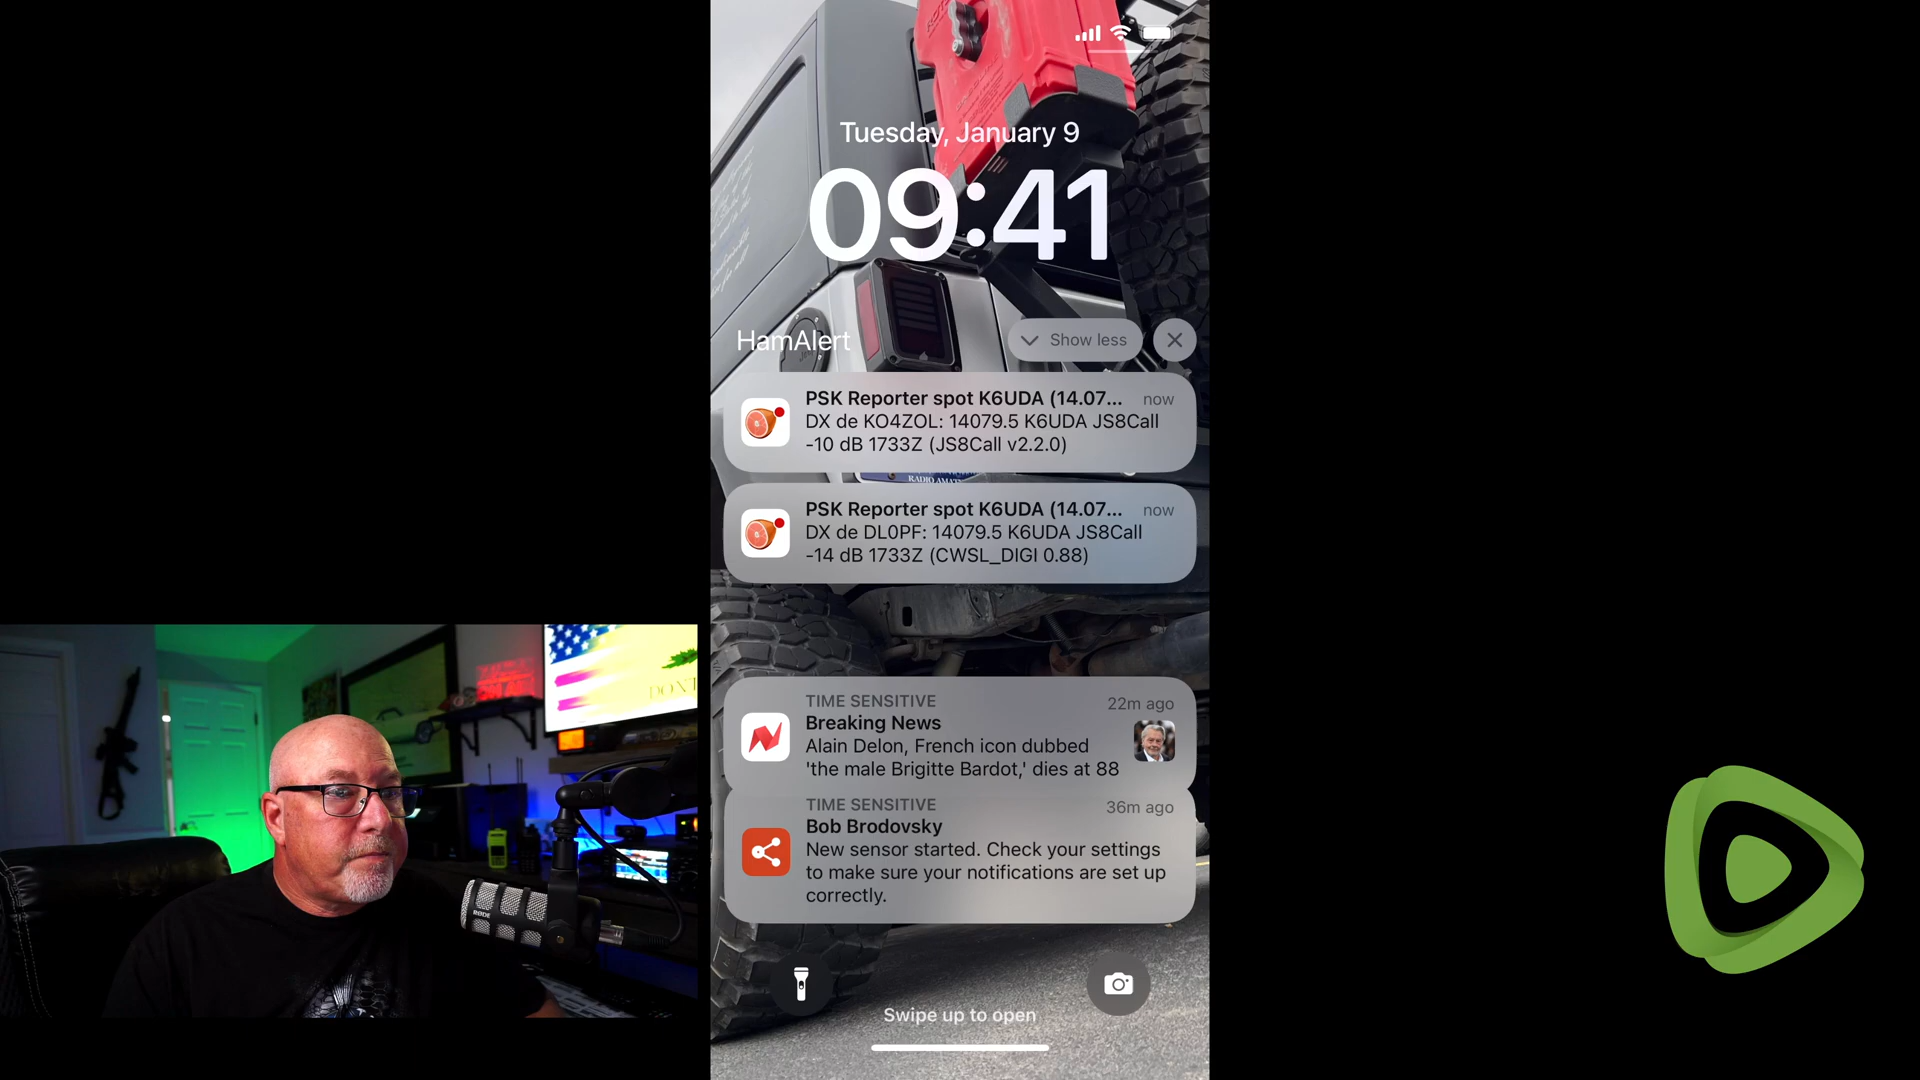 Tuesday, January 9
09:41
HamAlert
Show less
PSK Reporter spot K6UDA (14.07...
now
DX de KO4ZOL: 14079.5 K6UDA JS8Call
-10 dB 1733Z (JS8Call v2.2.0)
RADIO AMAT
PSK Reporter spot K6UDA (14.07...
now
DX de DL0PF: 14079.5 K6UDA JS8Call
-14 dB 1733Z (CWSL_DIGI 0.88)
TIME SENSITIVE
22m ago
Breaking News
Alain Delon, French icon dubbed
'the male Brigitte Bardot,' dies at 88
TIME SENSITIVE
36m ago
Bob Brodovsky
New sensor started. Check your settings
to make sure your notifications are set up
correctly.
Swipe up to open
DON'T
RØDE